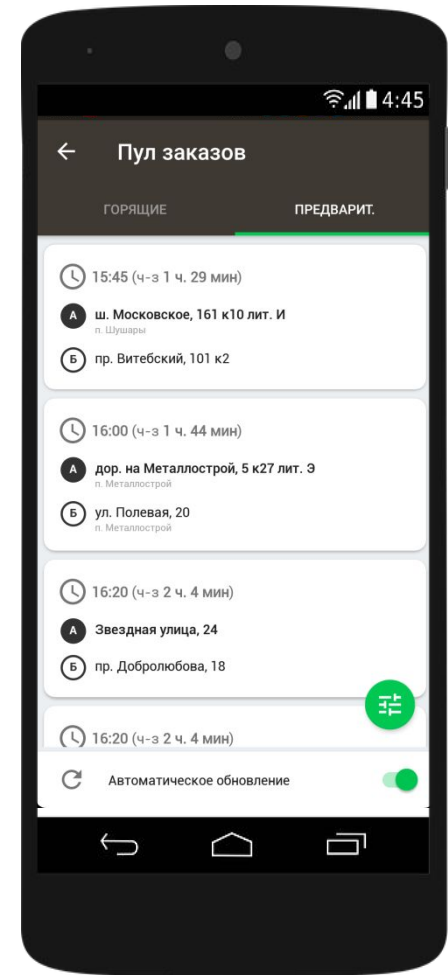 4:45
Пул заказов
ГОРЯЩИЕ
ПРЕДВАРИТ.
15:45 (ч-з 1 ч. 29 мин)
А
ш. Московское, 161 к10 лит. И
п. Шушары
Б
пр. Витебский, 101 к2
16:00 (ч-з 1 ч. 44 мин)
А
дор. на Металлострой, 5 к27 лит. Э
п. Металлострой
Б
ул. Полевая, 20
п. Металлострой
16:20 (ч-з 2 ч. 4 мин)
А
Звездная улица, 24
Б
пр. Добролюбова, 18
16:20 (ч-з 2 ч. 4 мин)
Автоматическое обновление